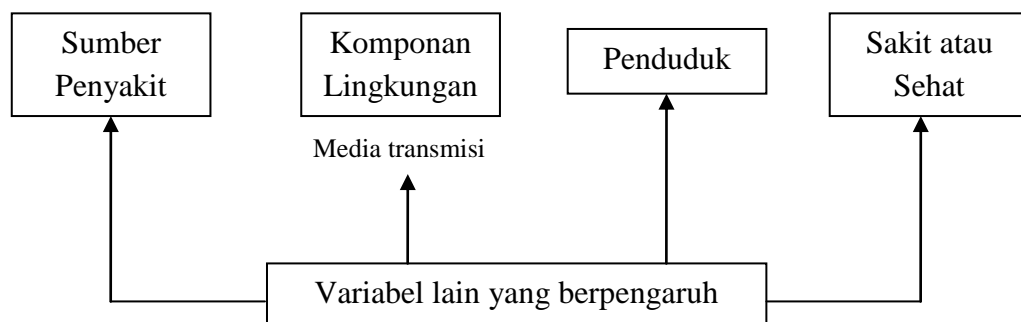 Sumber
Penyakit
Komponan
Lingkungan
Media transmisi
Penduduk
Sakit atau
Sehat
Variabel lain yang berpengaruh